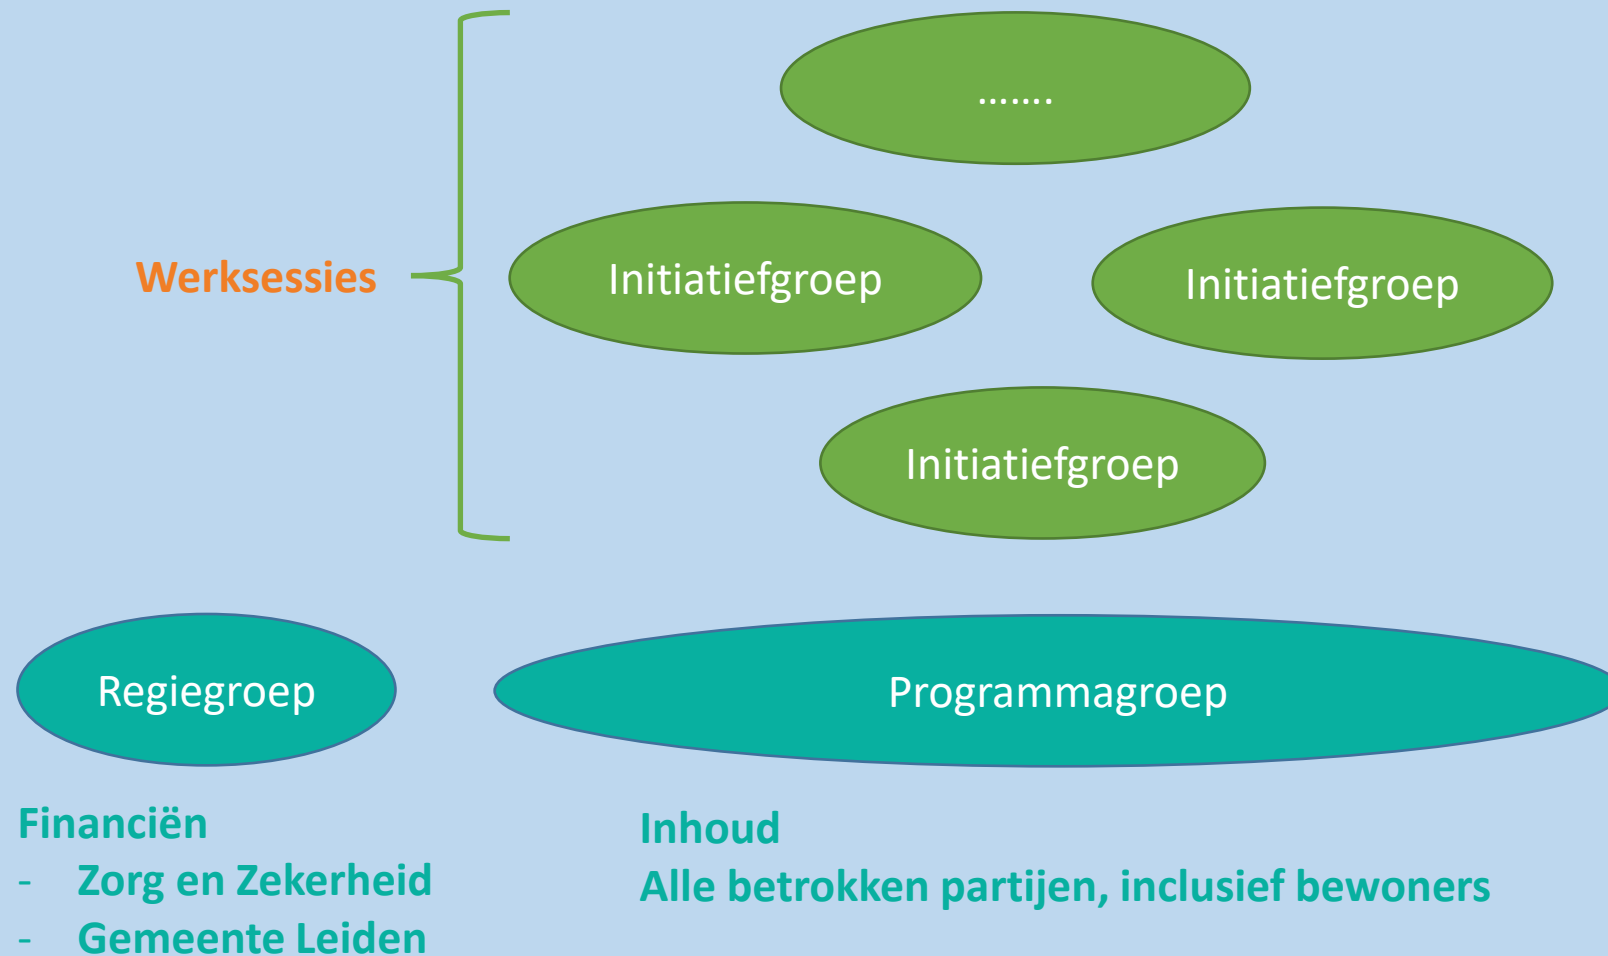 …….
Werksessies
Initiatiefgroep
Initiatiefgroep
Initiatiefgroep
Regiegroep
Programmagroep
Financiën
- Zorg en Zekerheid
- Gemeente Leiden
Inhoud
Alle betrokken partijen, inclusief bewoners